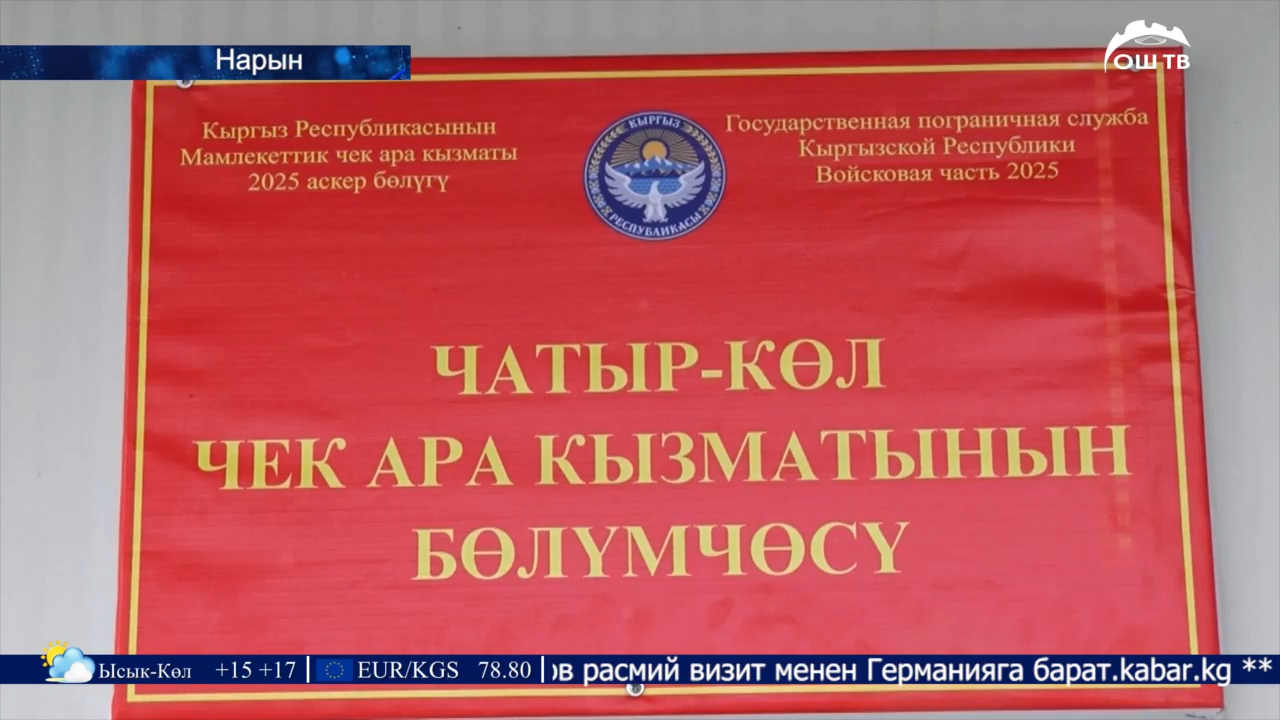 Нарын
ОШ ТВ
Кыргыз Республикасынын
Мамлекеттик чек ара кызматы
2025 аскер бөлүгү
КЫРГЫЗ
РЕСПУБЛИКАСЫ
Государственная пограничная служба
Кыргызской Республики
Войсковая часть 2025
ЧАТЫР-КӨЛ
ЧЕК АРА КЫЗМАТЫНЫН
БӨЛҮМЧӨСҮ
Ысык-Көл +15 +17 EUR/KGS 78.80 расмий визит менен Германияга барат.kabar.kg **